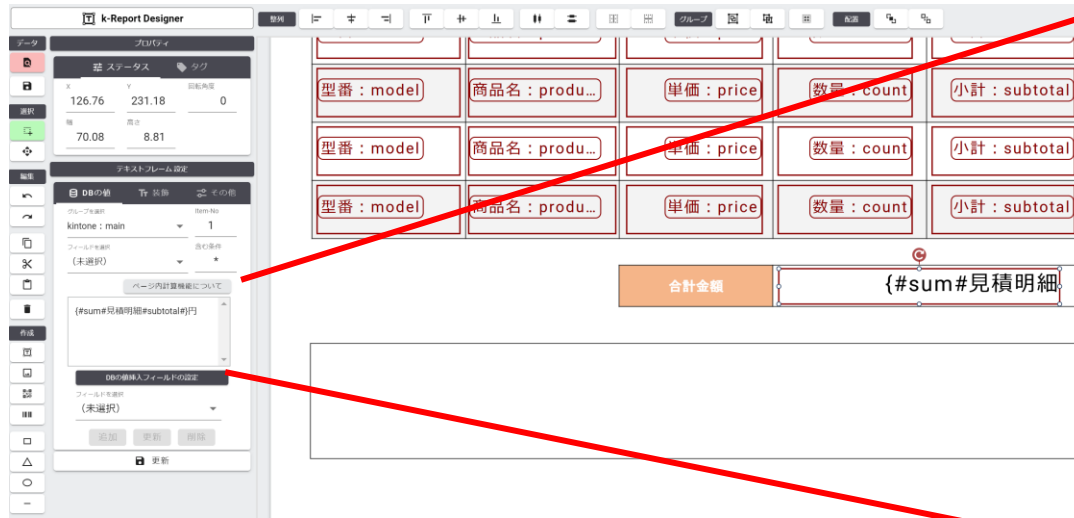 k-Report Designer
整列
グループ
配置
データ
プロパティ
ステータス タグ
X Y 回転角度
126.76 231.18 0
幅 高さ
70.08 8.81
選択
テキストフレーム設定
編集
DBの値 装飾 その他
グループを選択 Item-No
kintone : main 1
フィールドを選択 含む条件
(未選択) *
ページ内計算機能について
{#sum#見積明細#subtotal#}円
作成
DBの値挿入フィールドの設定
フィールドを選択
(未選択)
追加 更新 削除
更新
型番：model 商品名：produ... 単価：price 数量：count 小計：subtotal
型番：model 商品名：produ... 単価：price 数量：count 小計：subtotal
型番：model 商品名：produ... 単価：price 数量：count 小計：subtotal
合計金額 {#sum#見積明細